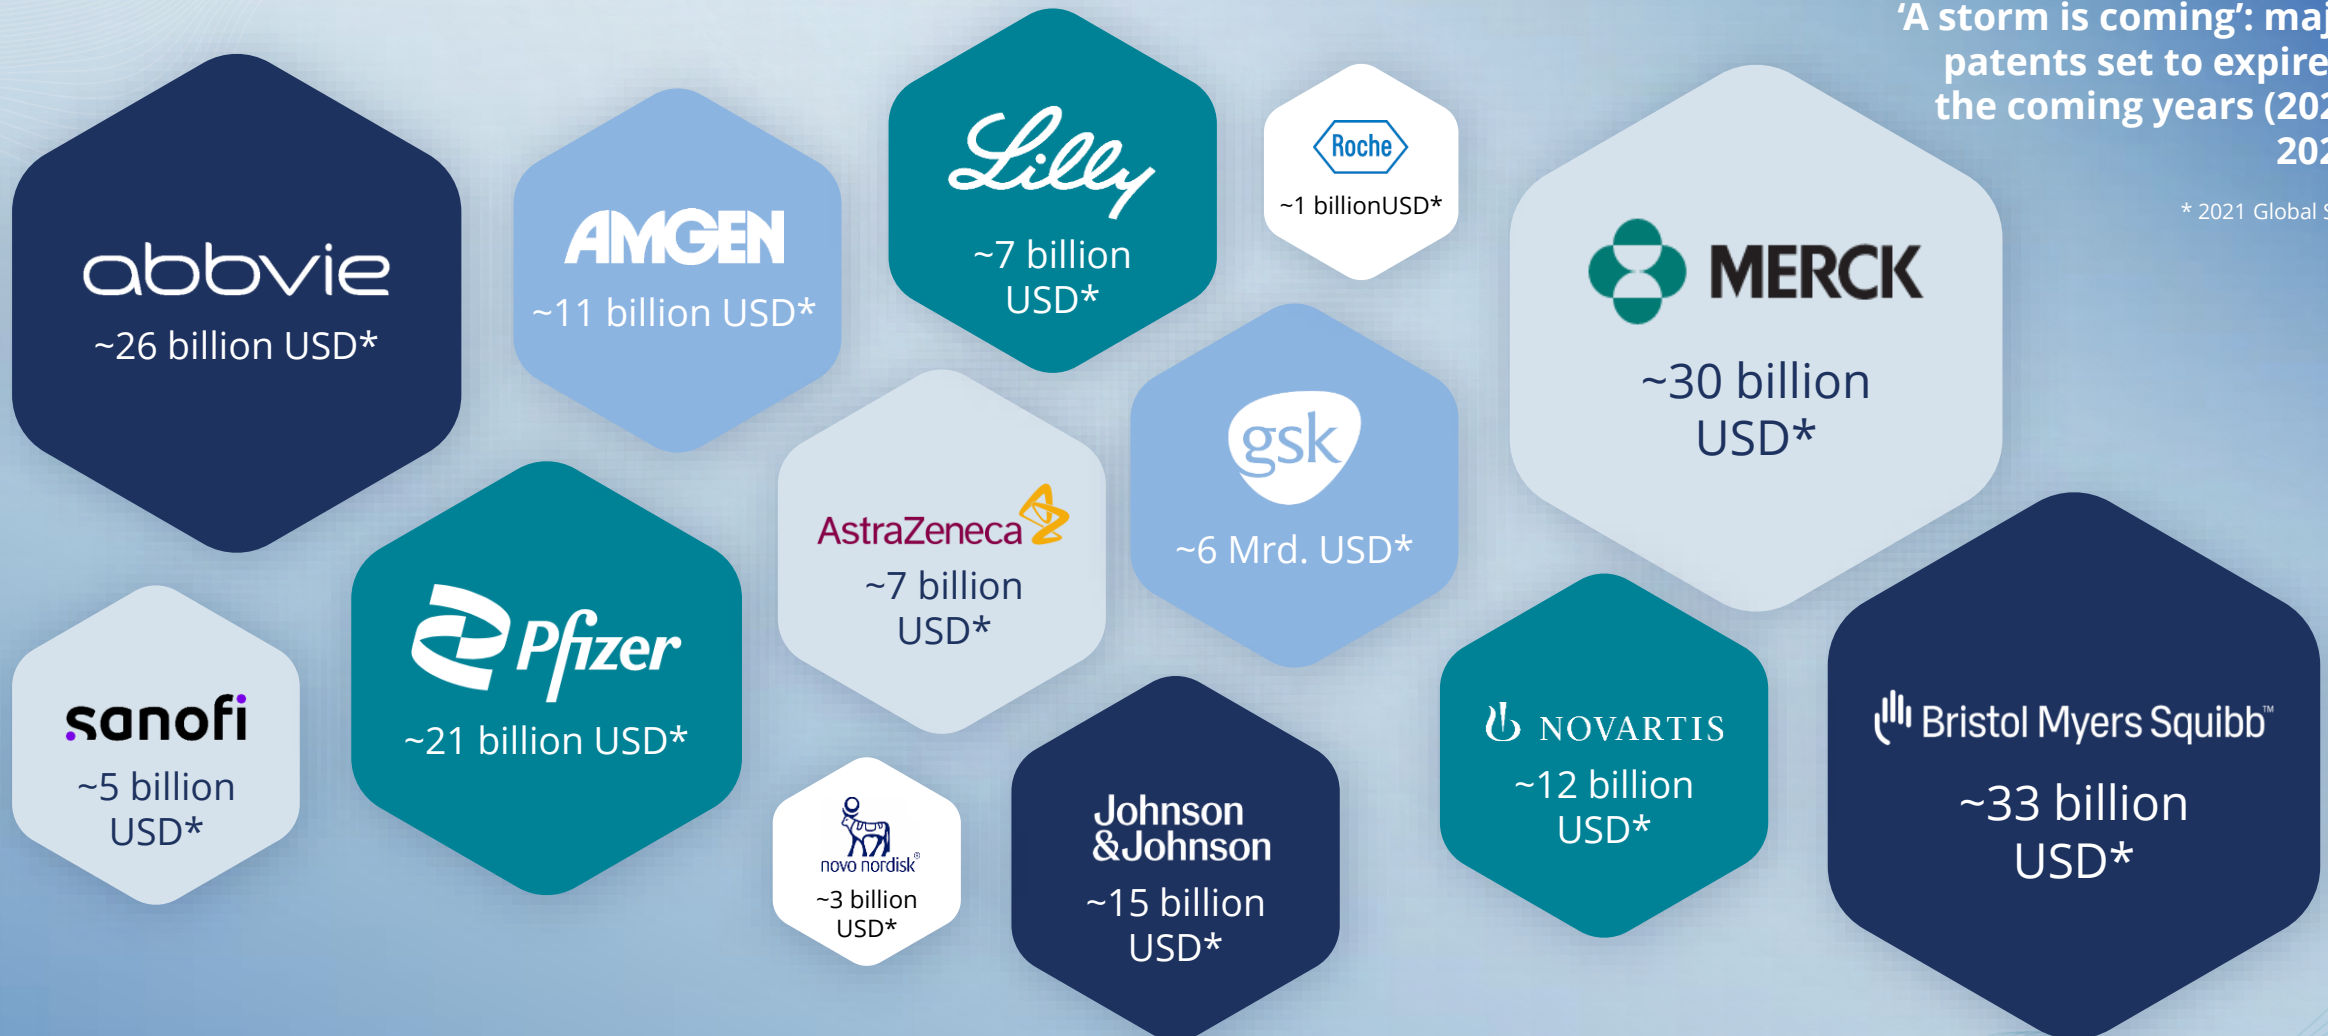 ‘A storm is coming’: maj
patents set to expire
the coming years (202
202
* 2021 Global S
abbvie
~26 billion USD*
AMGEN
~11 billion USD*
Lilly
~7 billion
USD*
Roche
~1 billionUSD*
MERCK
~30 billion
USD*
gsk
~6 Mrd. USD*
AstraZeneca
~7 billion
USD*
sanofi
~5 billion
USD*
Pfizer
~21 billion USD*
novo nordisk®
~3 billion
USD*
Johnson
&Johnson
~15 billion
USD*
NOVARTIS
~12 billion
USD*
Bristol Myers Squibb™
~33 billion
USD*